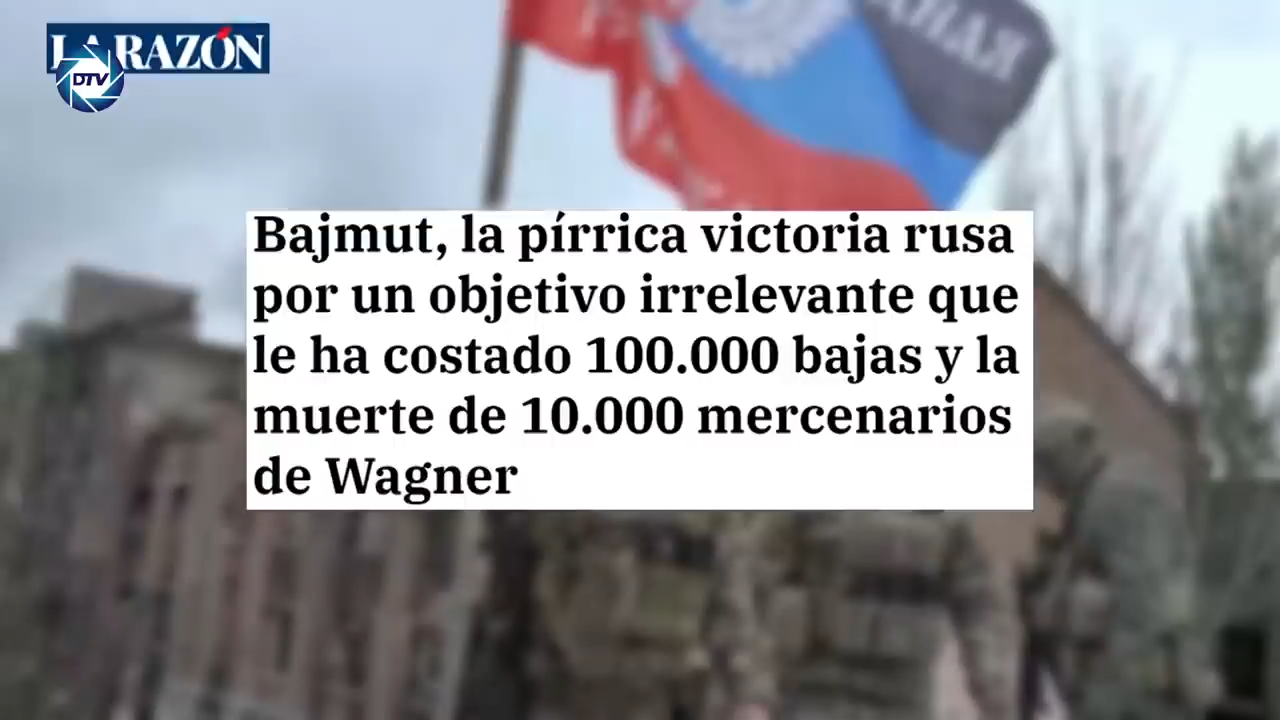 LA RAZÓN
DTV
Bajmut, la pírrica victoria rusa
por un objetivo irrelevante que
le ha costado 100.000 bajas y la
muerte de 10.000 mercenarios
de Wagner